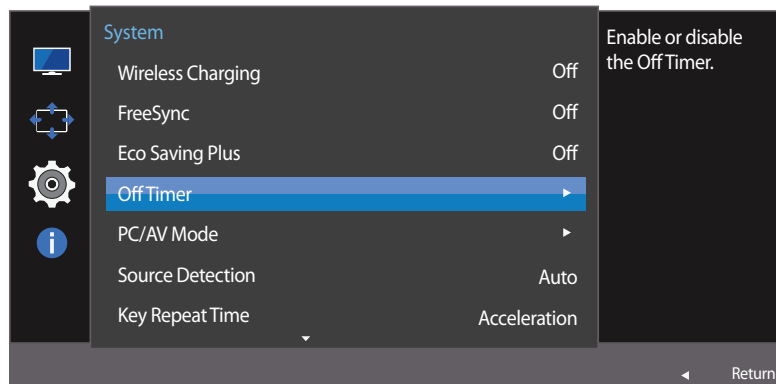 System
Wireless Charging Off
FreeSync Off
Eco Saving Plus Off
Off Timer
PC/AV Mode
Source Detection Auto
Key Repeat Time Acceleration
Enable or disable
the Off Timer.
Return